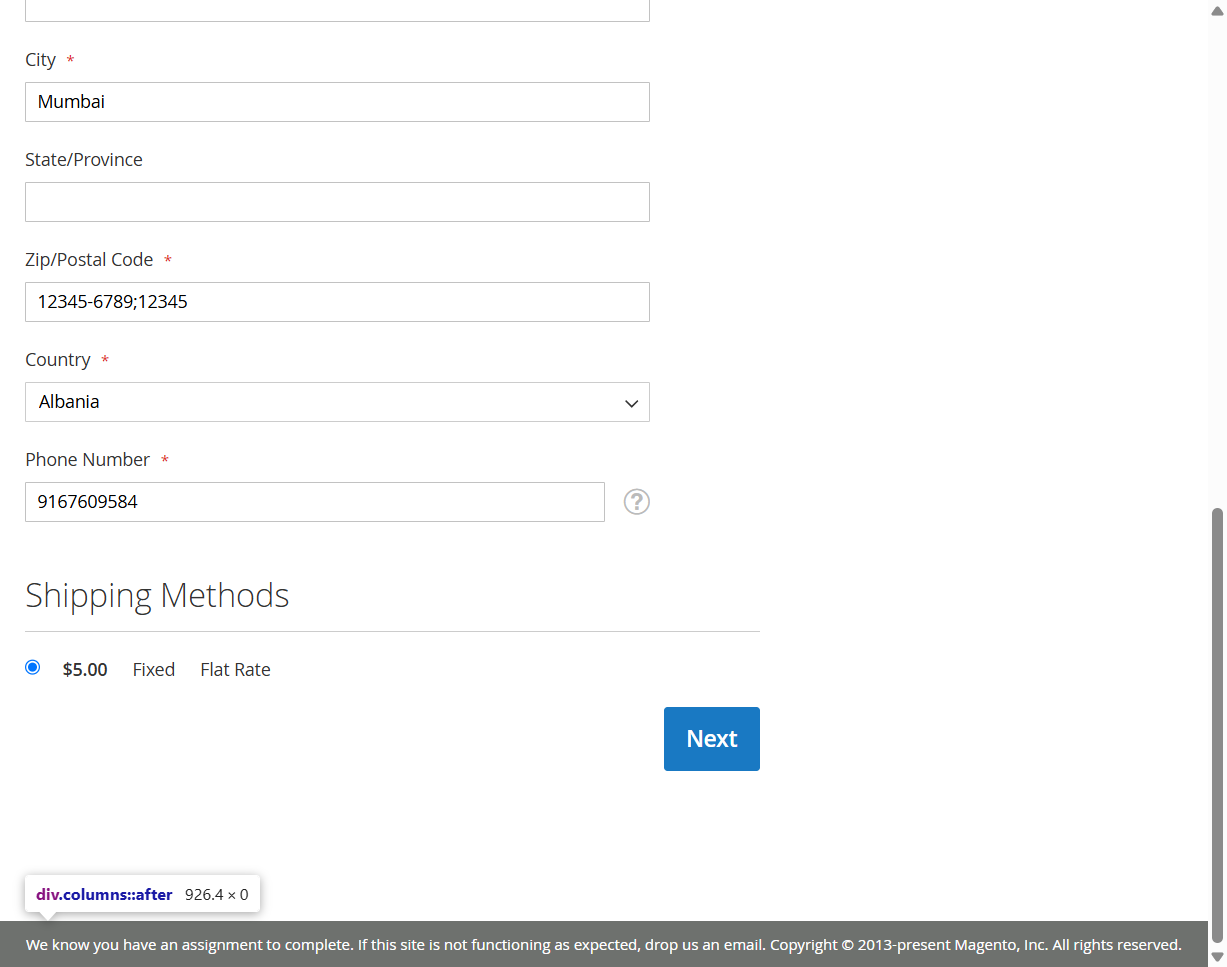 City *
Mumbai
State/Province
Zip/Postal Code *
12345-6789;12345
Country *
Albania
Phone Number *
9167609584
?
Shipping Methods
$5.00 Fixed Flat Rate
Next
div.columns::after 926.4 × 0
We know you have an assignment to complete. If this site is not functioning as expected, drop us an email. Copyright © 2013-present Magento, Inc. All rights reserved.